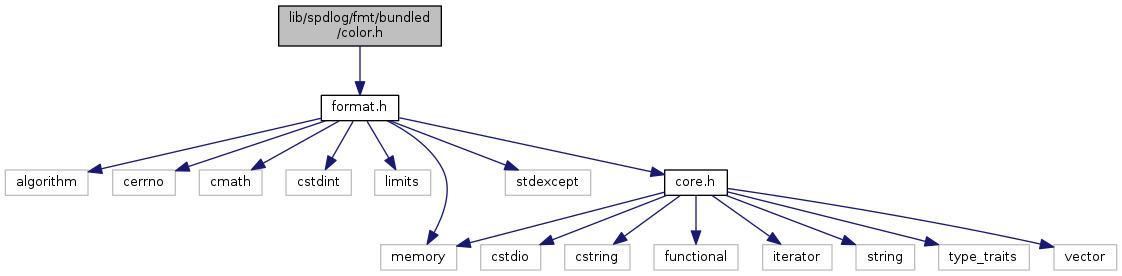 lib/spdlog/fmt/bundled
/color.h
format.h
algorithm
cerrno
cmath
cstdint
limits
stdexcept
core.h
memory
cstdio
cstring
functional
iterator
string
type_traits
vector